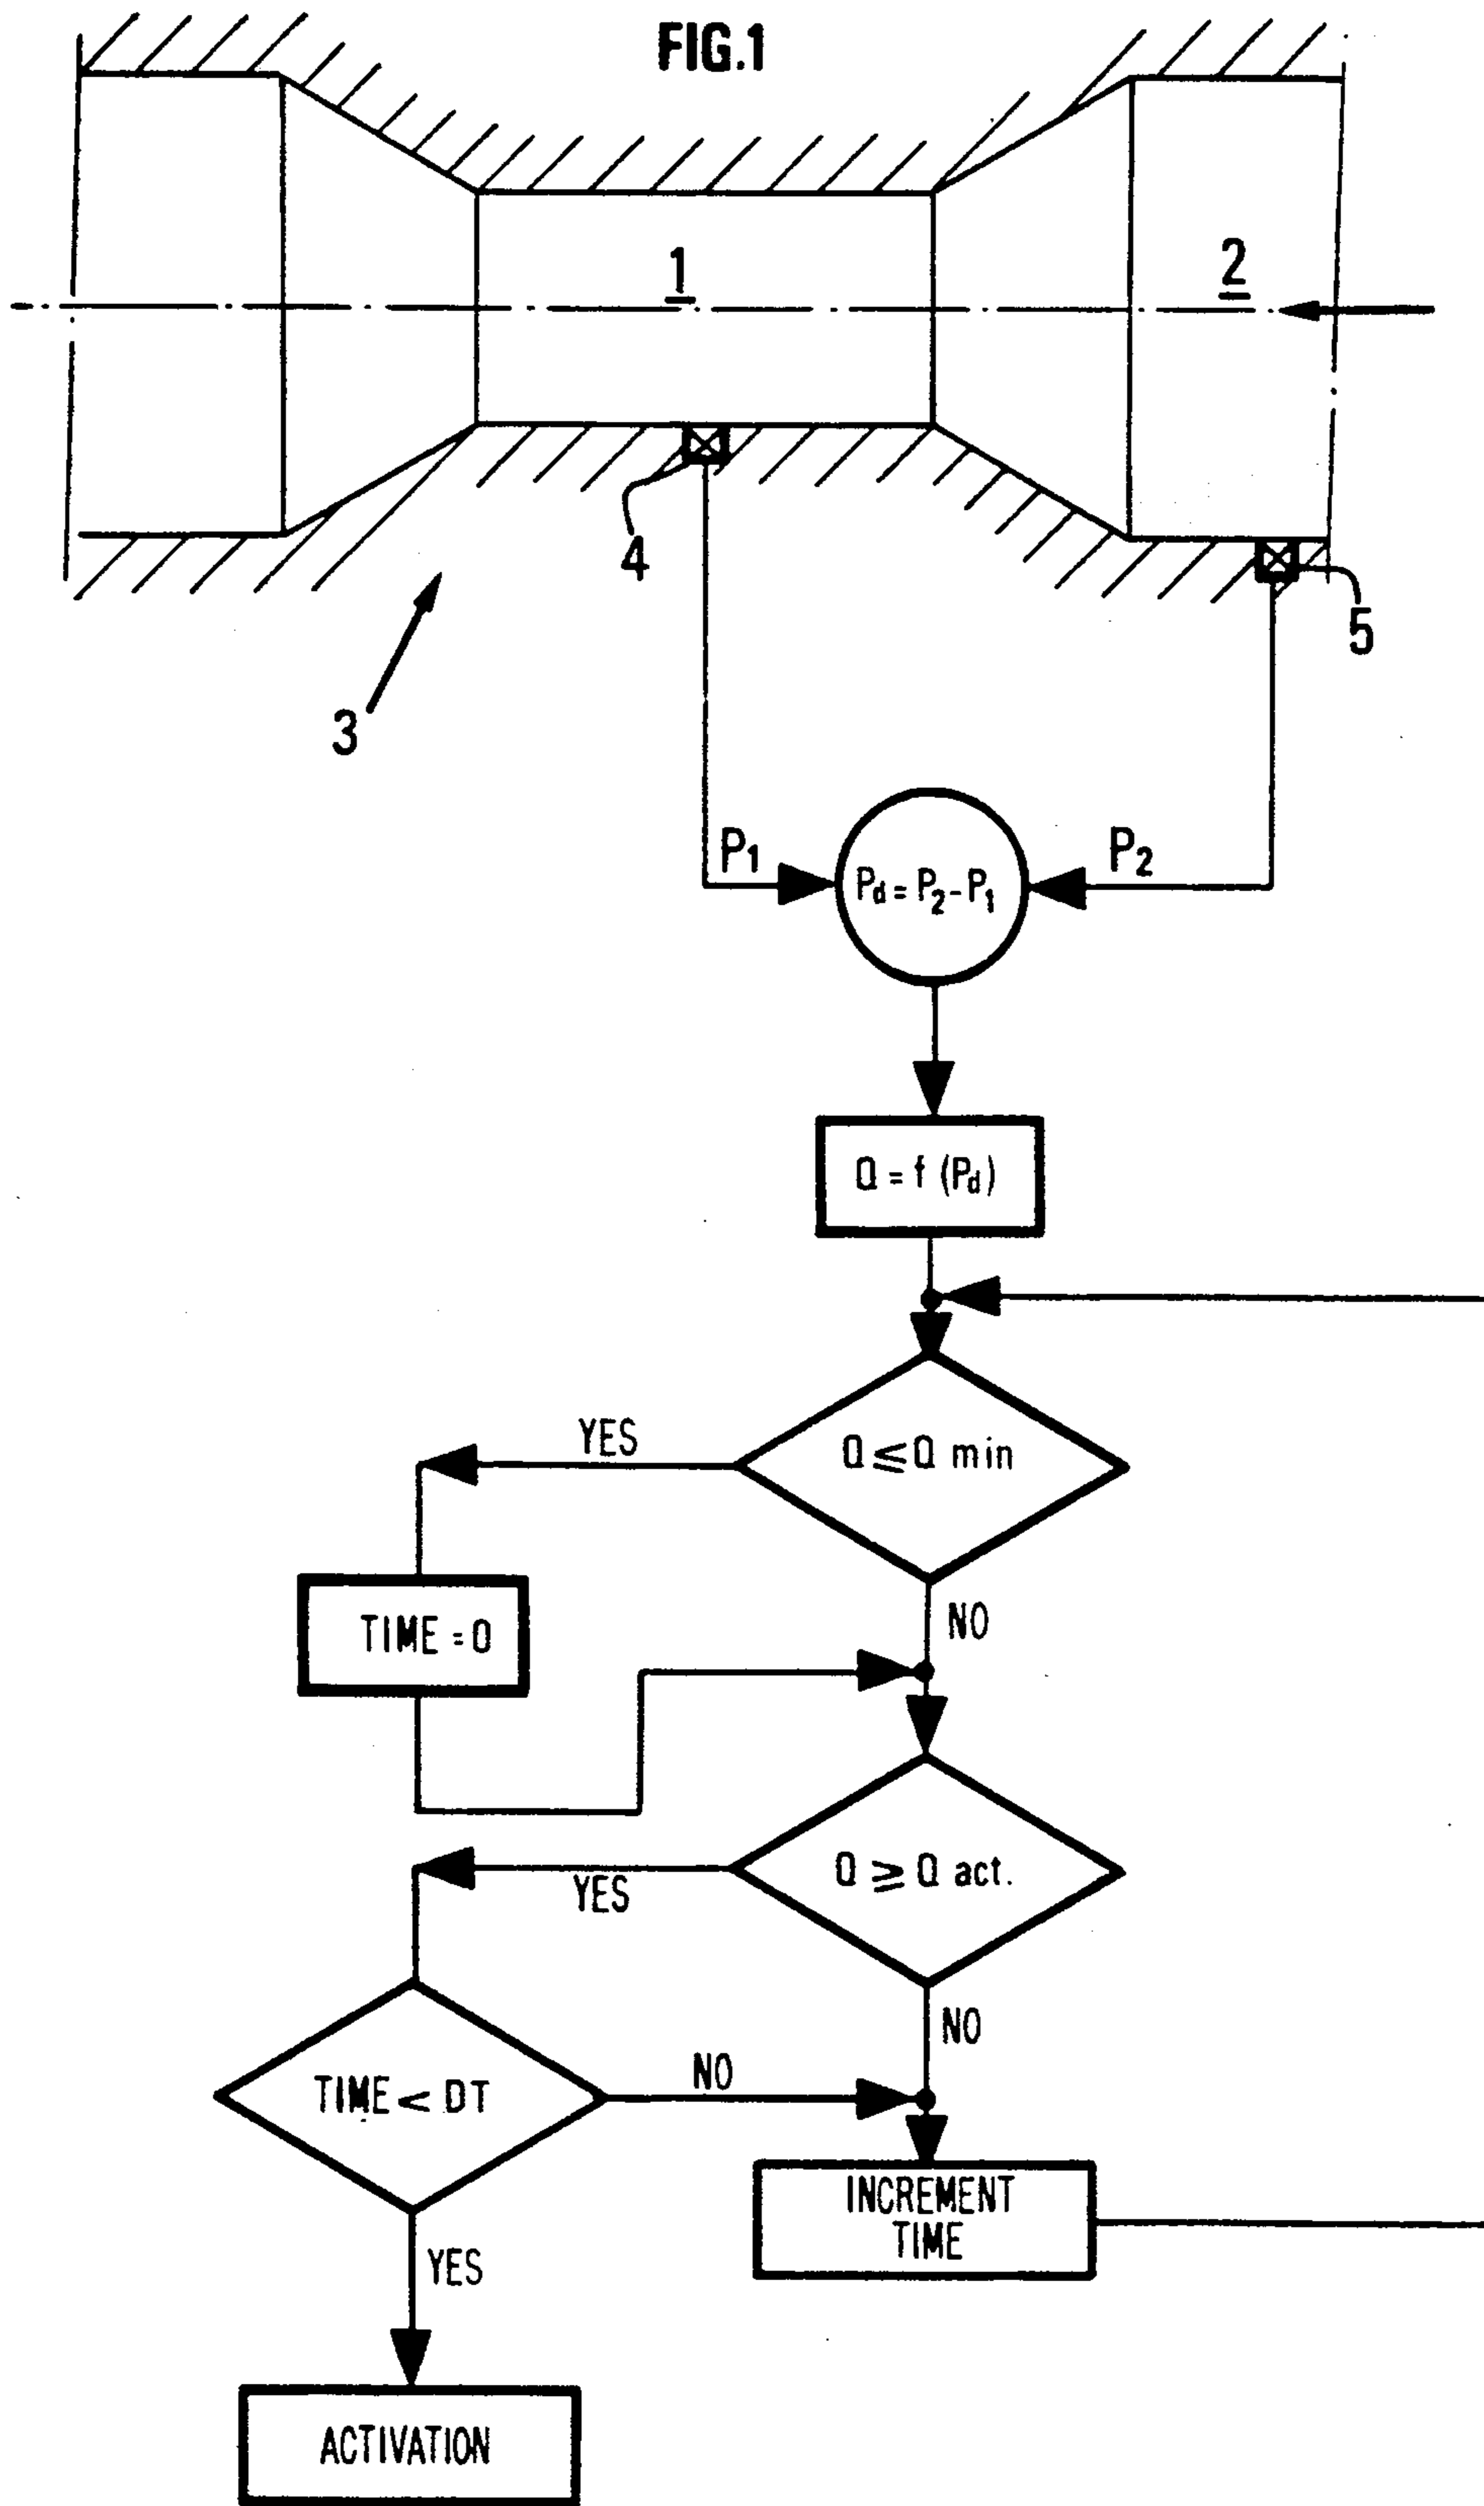 FIG.1
1
2
4
5
3
P1
P2
Pd = P2 - P1
Q = f (Pd)
YES
Q ≦ Q min
NO
TIME = 0
Q ≧ Q act.
YES
NO
TIME < DT
NO
INCREMENT
TIME
YES
ACTIVATION